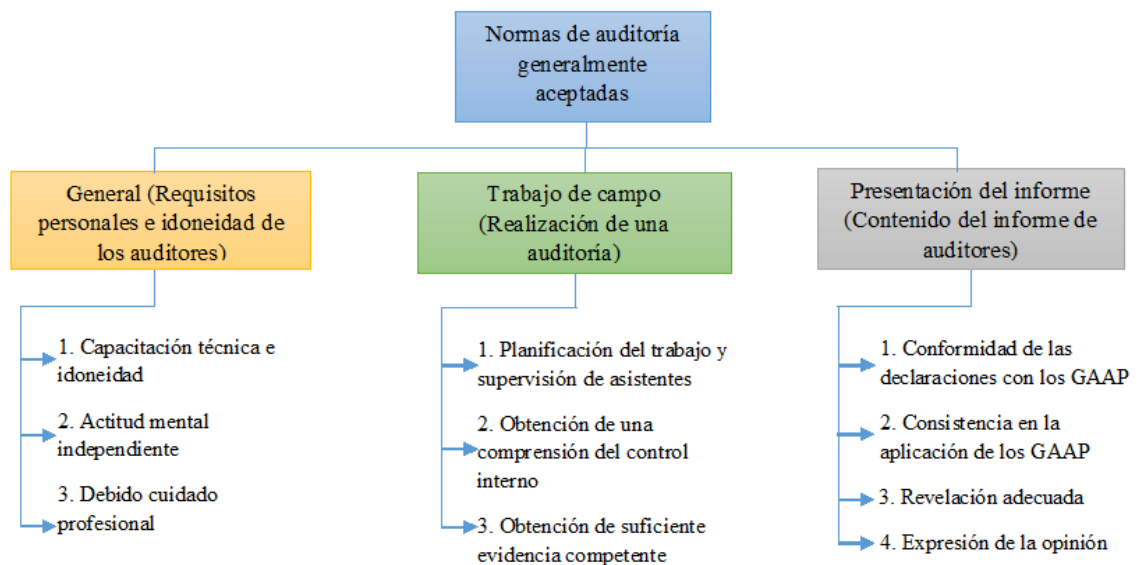 Normas de auditoría
generalmente
aceptadas
General (Requisitos
personales e idoneidad de
los auditores)
1. Capacitación técnica e
idoneidad
2. Actitud mental
independiente
3. Debido cuidado
profesional
Trabajo de campo
(Realización de una
auditoría)
1. Planificación del trabajo y
supervisión de asistentes
2. Obtención de una
comprensión del control
interno
3. Obtención de suficiente
evidencia competente
Presentación del informe
(Contenido del informe de
auditores)
1. Conformidad de las
declaraciones con los GAAP
2. Consistencia en la
aplicación de los GAAP
3. Revelación adecuada
4. Expresión de la opinión